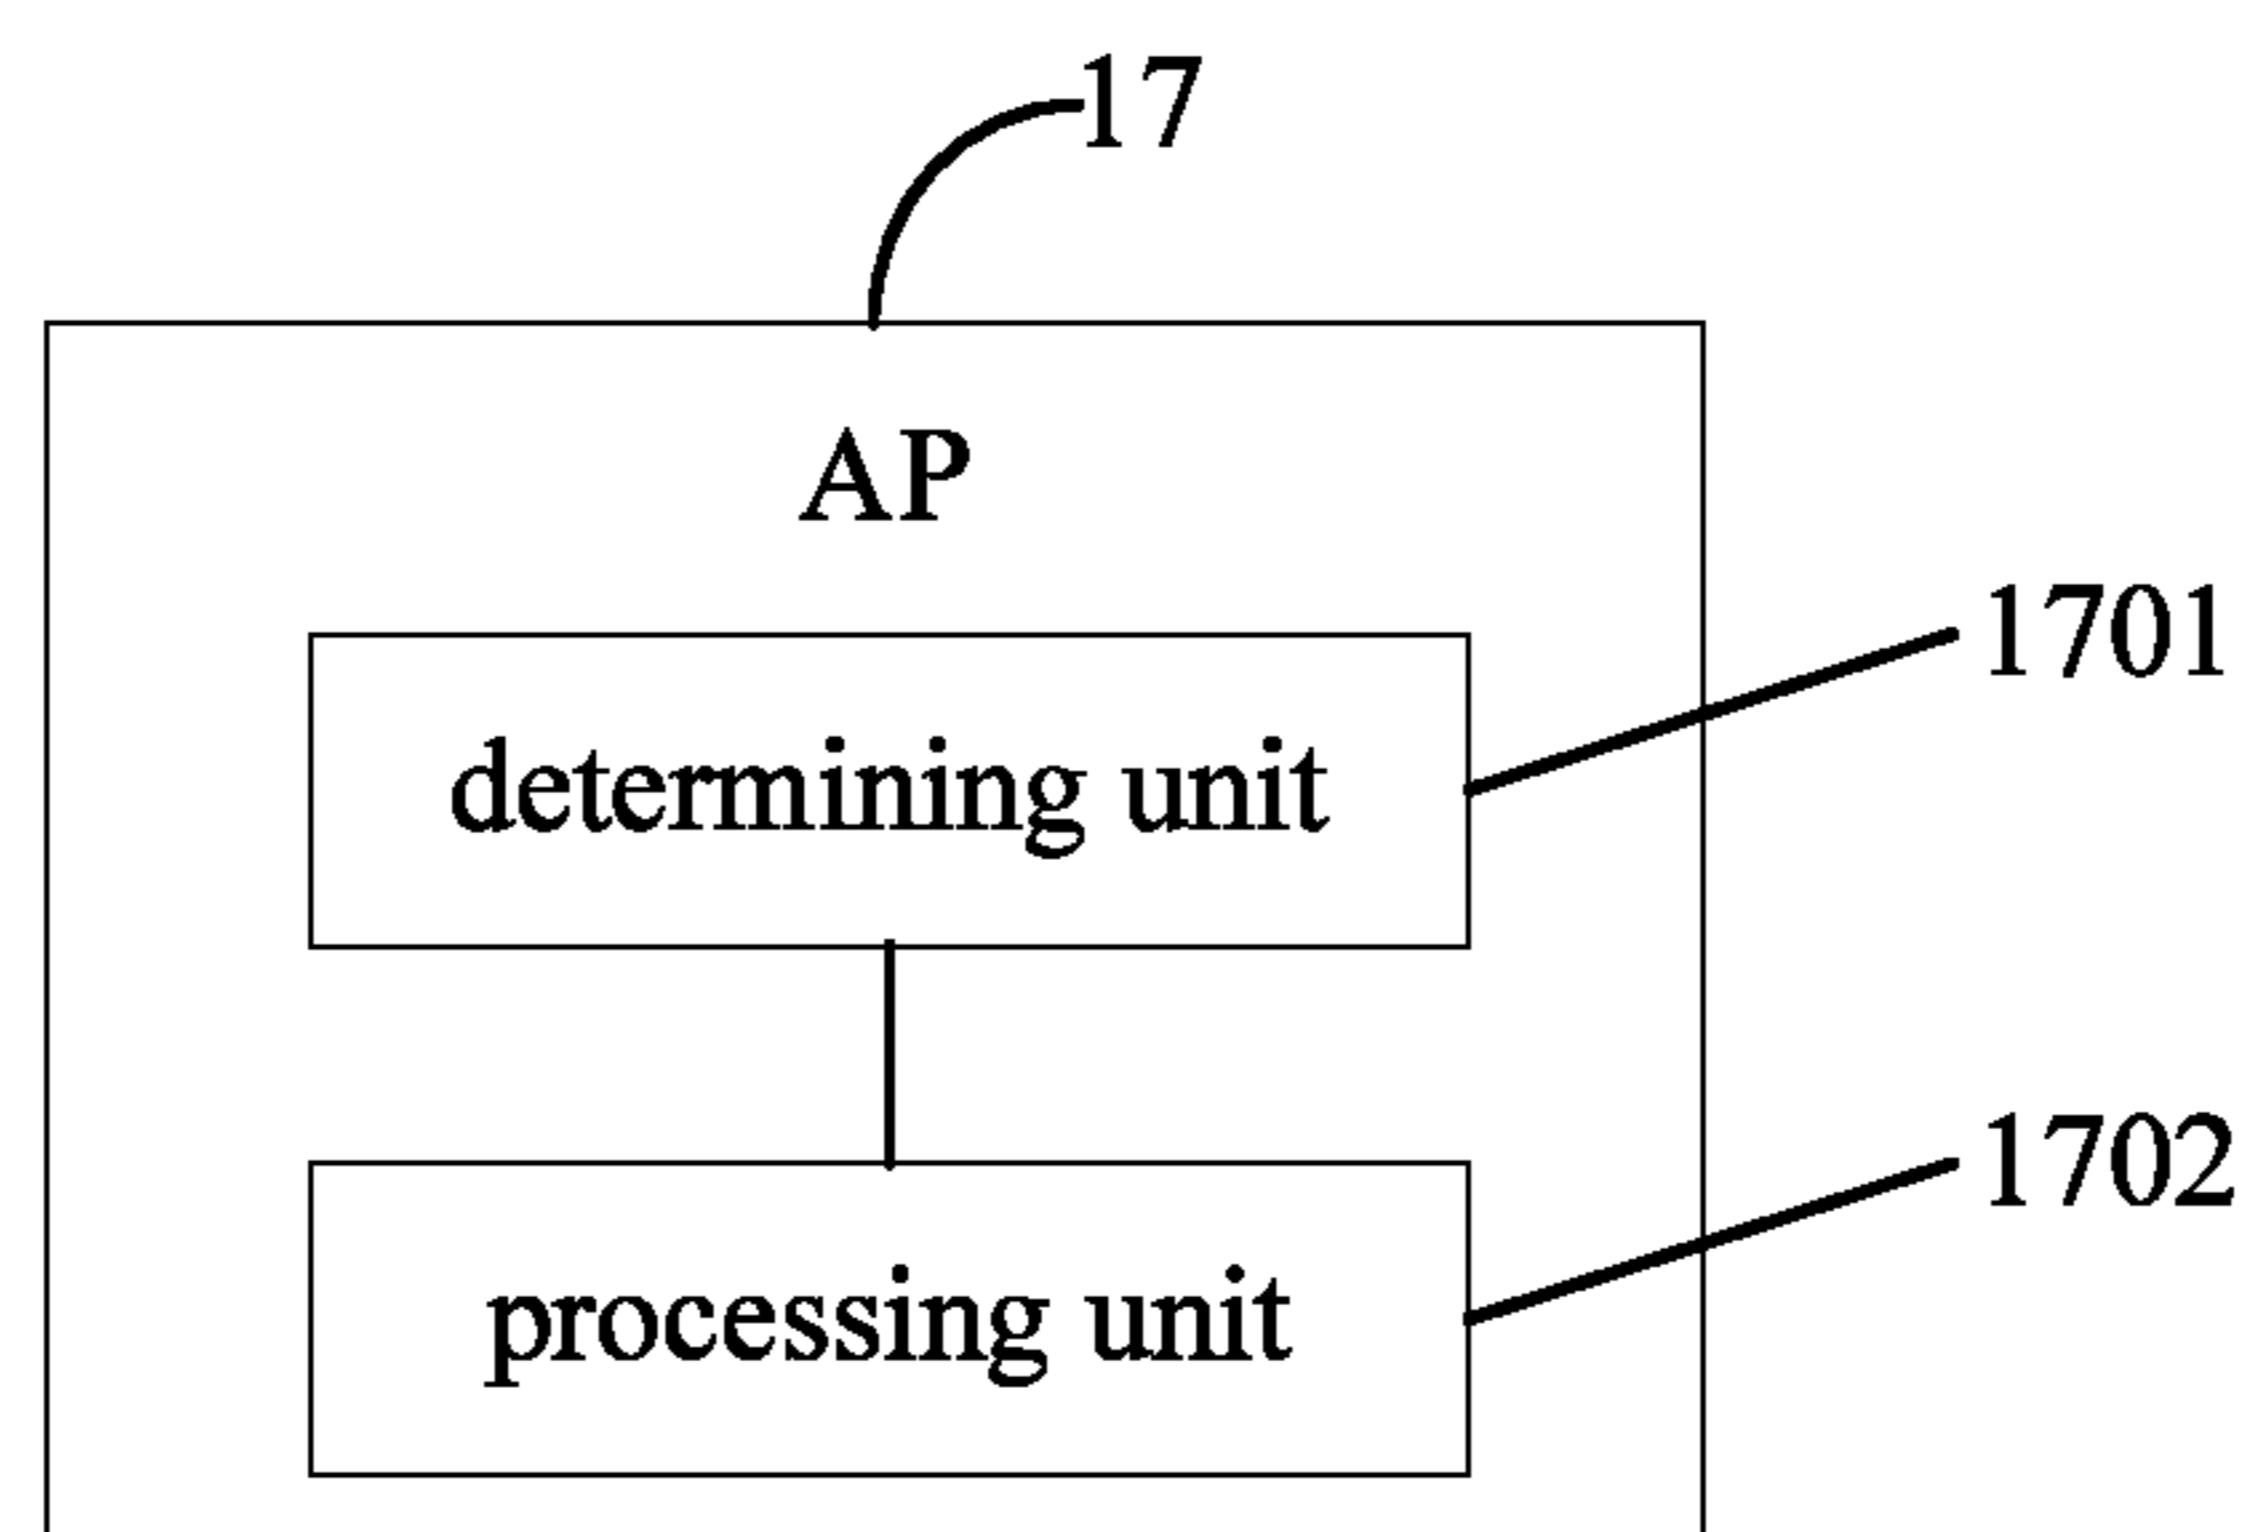 17
AP
1701
determining unit
1702
processing unit